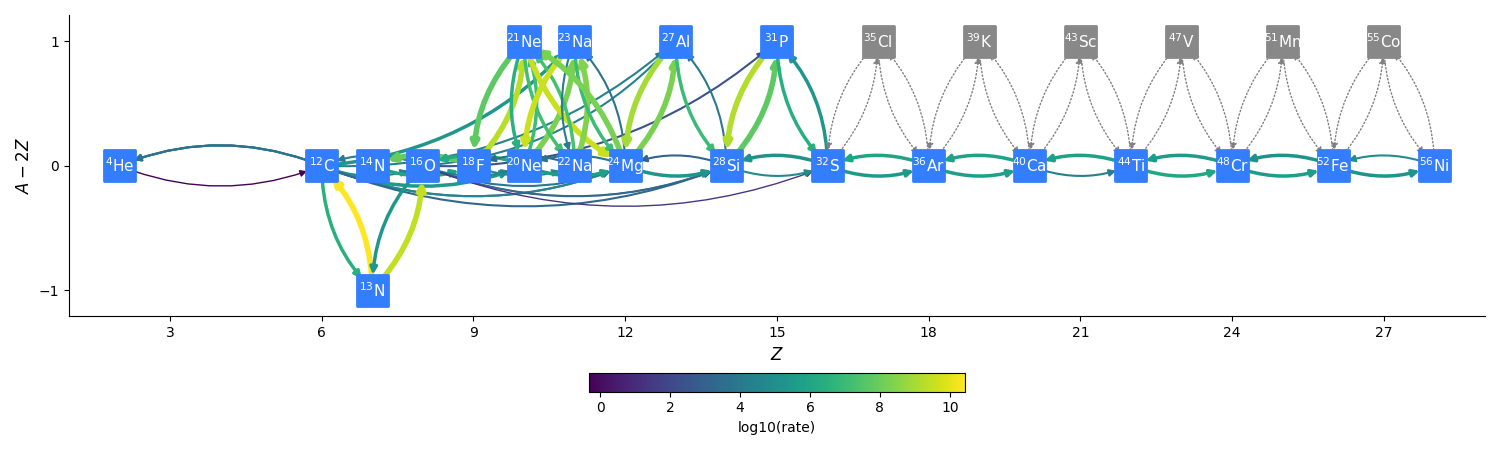 1
0
−1
A − 2Z
²¹Ne ²³Na ²⁷Al ³¹P ³⁵Cl ³⁹K ⁴³Sc ⁴⁷V ⁵¹Mn ⁵⁵Co
⁴He ¹²C ¹⁴N ¹⁶O ¹⁸F ²⁰Ne ²²Na ²⁴Mg ²⁸Si ³²S ³⁶Ar ⁴⁰Ca ⁴⁴Ti ⁴⁸Cr ⁵²Fe ⁵⁶Ni
¹³N
3 6 9 12 15 18 21 24 27
Z
0 2 4 6 8 10
log10(rate)